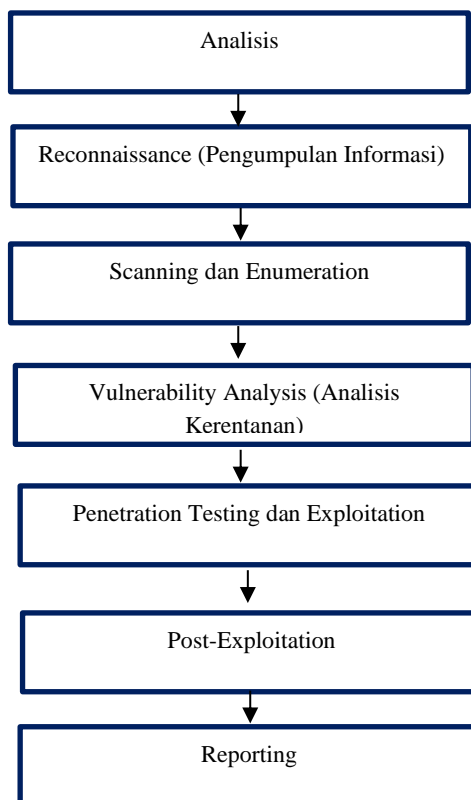 Analisis
Reconnaissance (Pengumpulan Informasi)
Scanning dan Enumeration
Vulnerability Analysis (Analisis
Kerentanan)
Penetration Testing dan Exploitation
Post-Exploitation
Reporting